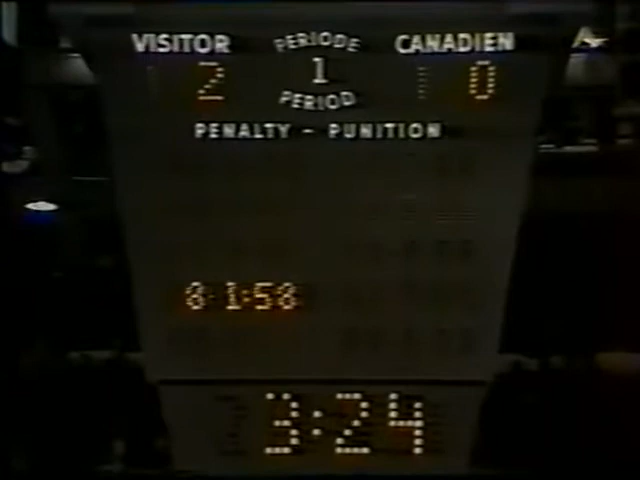 VISITOR PERIODE CANADIEN
2 1 0
PERIOD
PENALTY - PUNITION
8 1:58
3:24